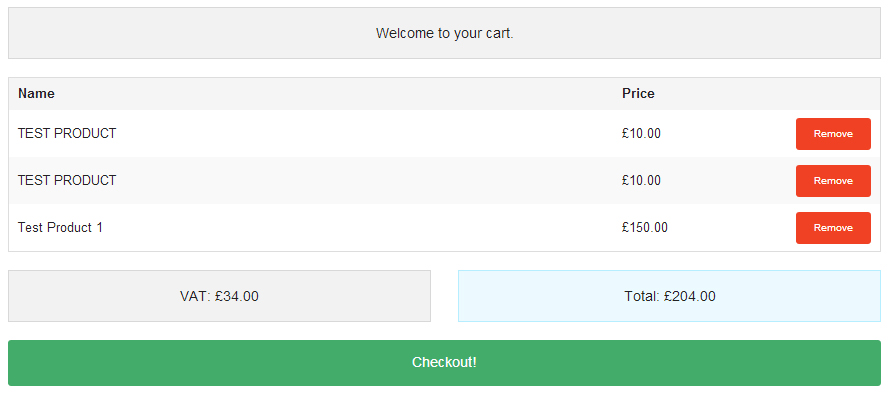 Welcome to your cart.
Name Price
TEST PRODUCT £10.00 Remove
TEST PRODUCT £10.00 Remove
Test Product 1 £150.00 Remove
VAT: £34.00 Total: £204.00
Checkout!